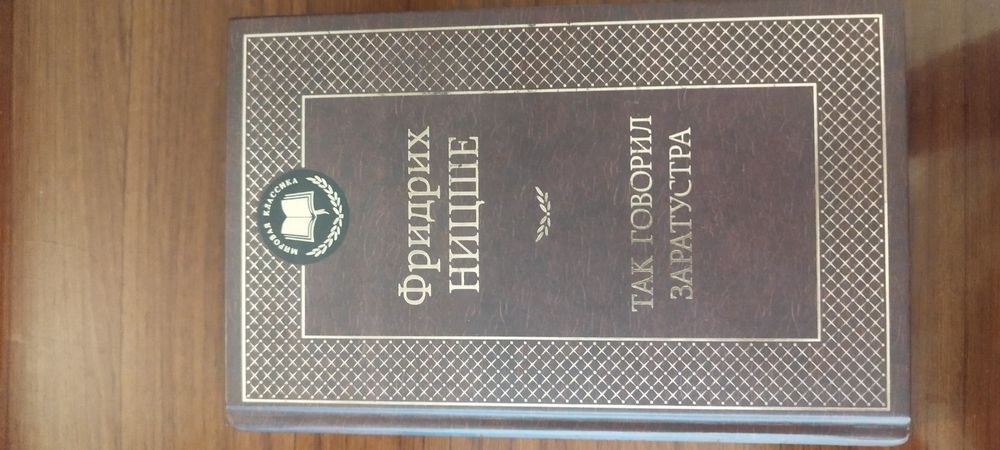 МИРОВАЯ КЛАССИКА
Фридрих
НИЦШЕ
ТАК ГОВОРИЛ
ЗАРАТУСТРА